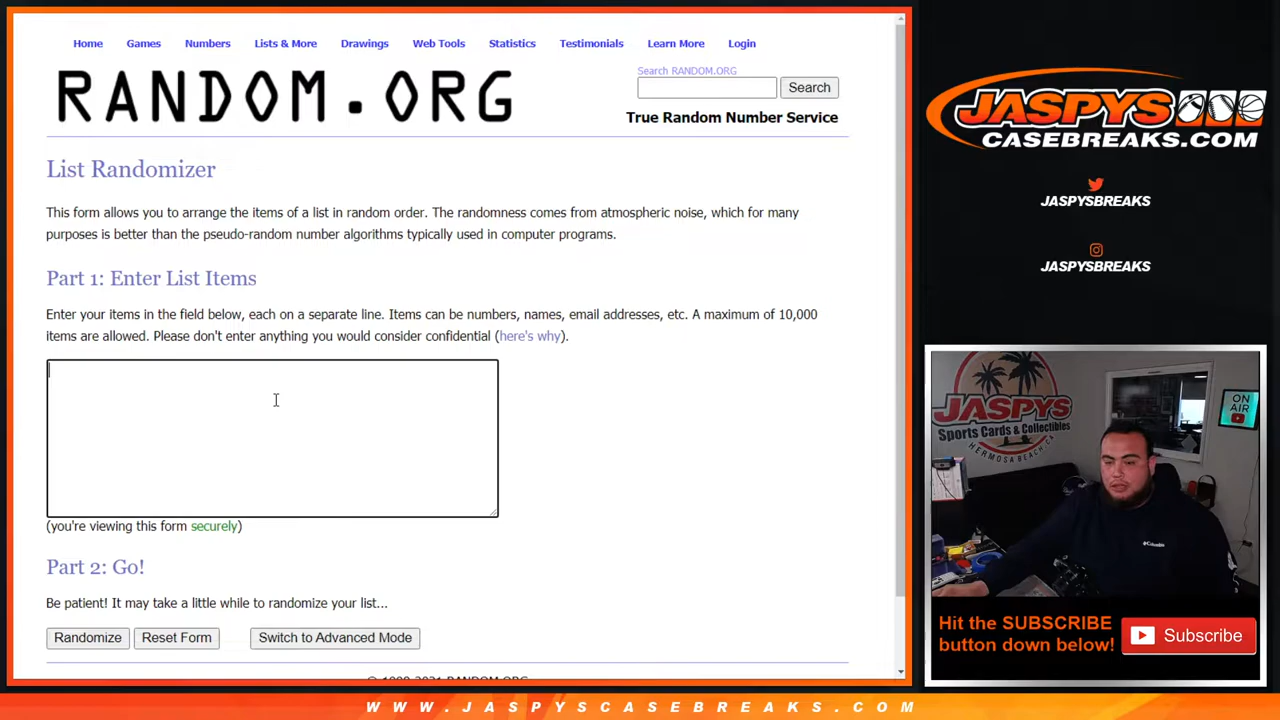 Home Games Numbers Lists & More Drawings Web Tools Statistics Testimonials Learn More Login
RANDOM.ORG
Search RANDOM.ORG
Search
True Random Number Service
List Randomizer
This form allows you to arrange the items of a list in random order. The randomness comes from atmospheric noise, which for many
purposes is better than the pseudo-random number algorithms typically used in computer programs.
Part 1: Enter List Items
Enter your items in the field below, each on a separate line. Items can be numbers, names, email addresses, etc. A maximum of 10,000
items are allowed. Please don't enter anything you would consider confidential (here's why).
(you're viewing this form securely)
Part 2: Go!
Be patient! It may take a little while to randomize your list...
Randomize Reset Form Switch to Advanced Mode
JASPYS
CASEBREAKS.COM
JASPYSBREAKS
JASPYSBREAKS
JASPYS
Sports Cards & Collectibles
HERMOSA BEACH, CA
ON
AIR
Columbia
Hit the SUBSCRIBE
button down below!
Subscribe
WWW.JASPYSCASEBREAKS.COM